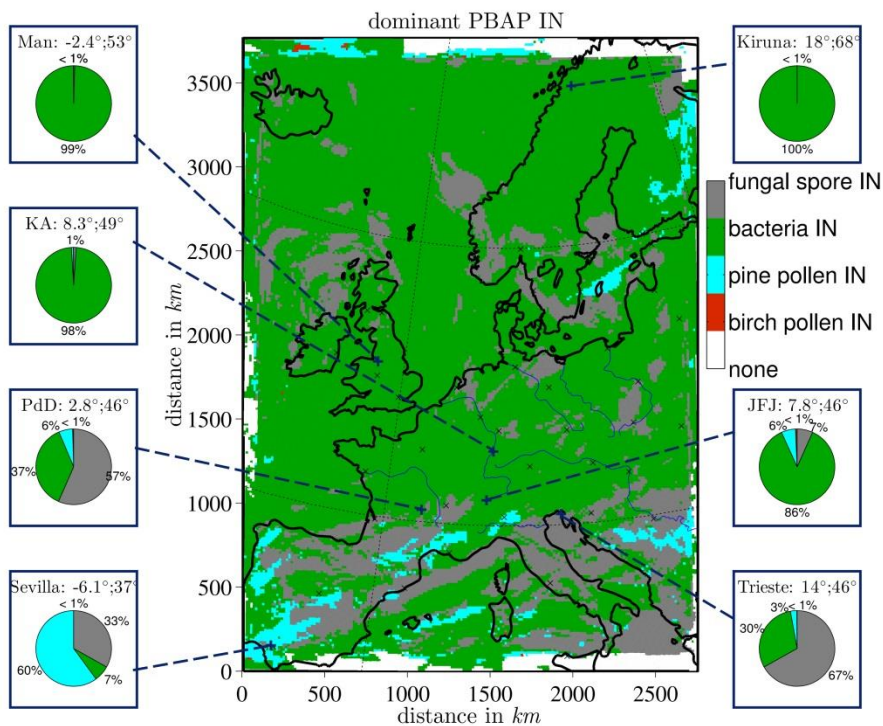 dominant PBAP IN
Man: -2.4°;53°
< 1%
99%
KA: 8.3°;49°
1%
98%
PdD: 2.8°;46°
< 1%
6%
37%
57%
Sevilla: -6.1°;37°
< 1%
33%
60%
7%
distance in km
3500
3000
2500
2000
1500
1000
500
0
0 500 1000 1500 2000 2500
distance in km
Kiruna: 18°;68°
< 1%
100%
fungal spore IN
bacteria IN
pine pollen IN
birch pollen IN
none
JFJ: 7.8°;46°
< 1%
6% 7%
86%
Trieste: 14°;46°
3% < 1%
30%
67%